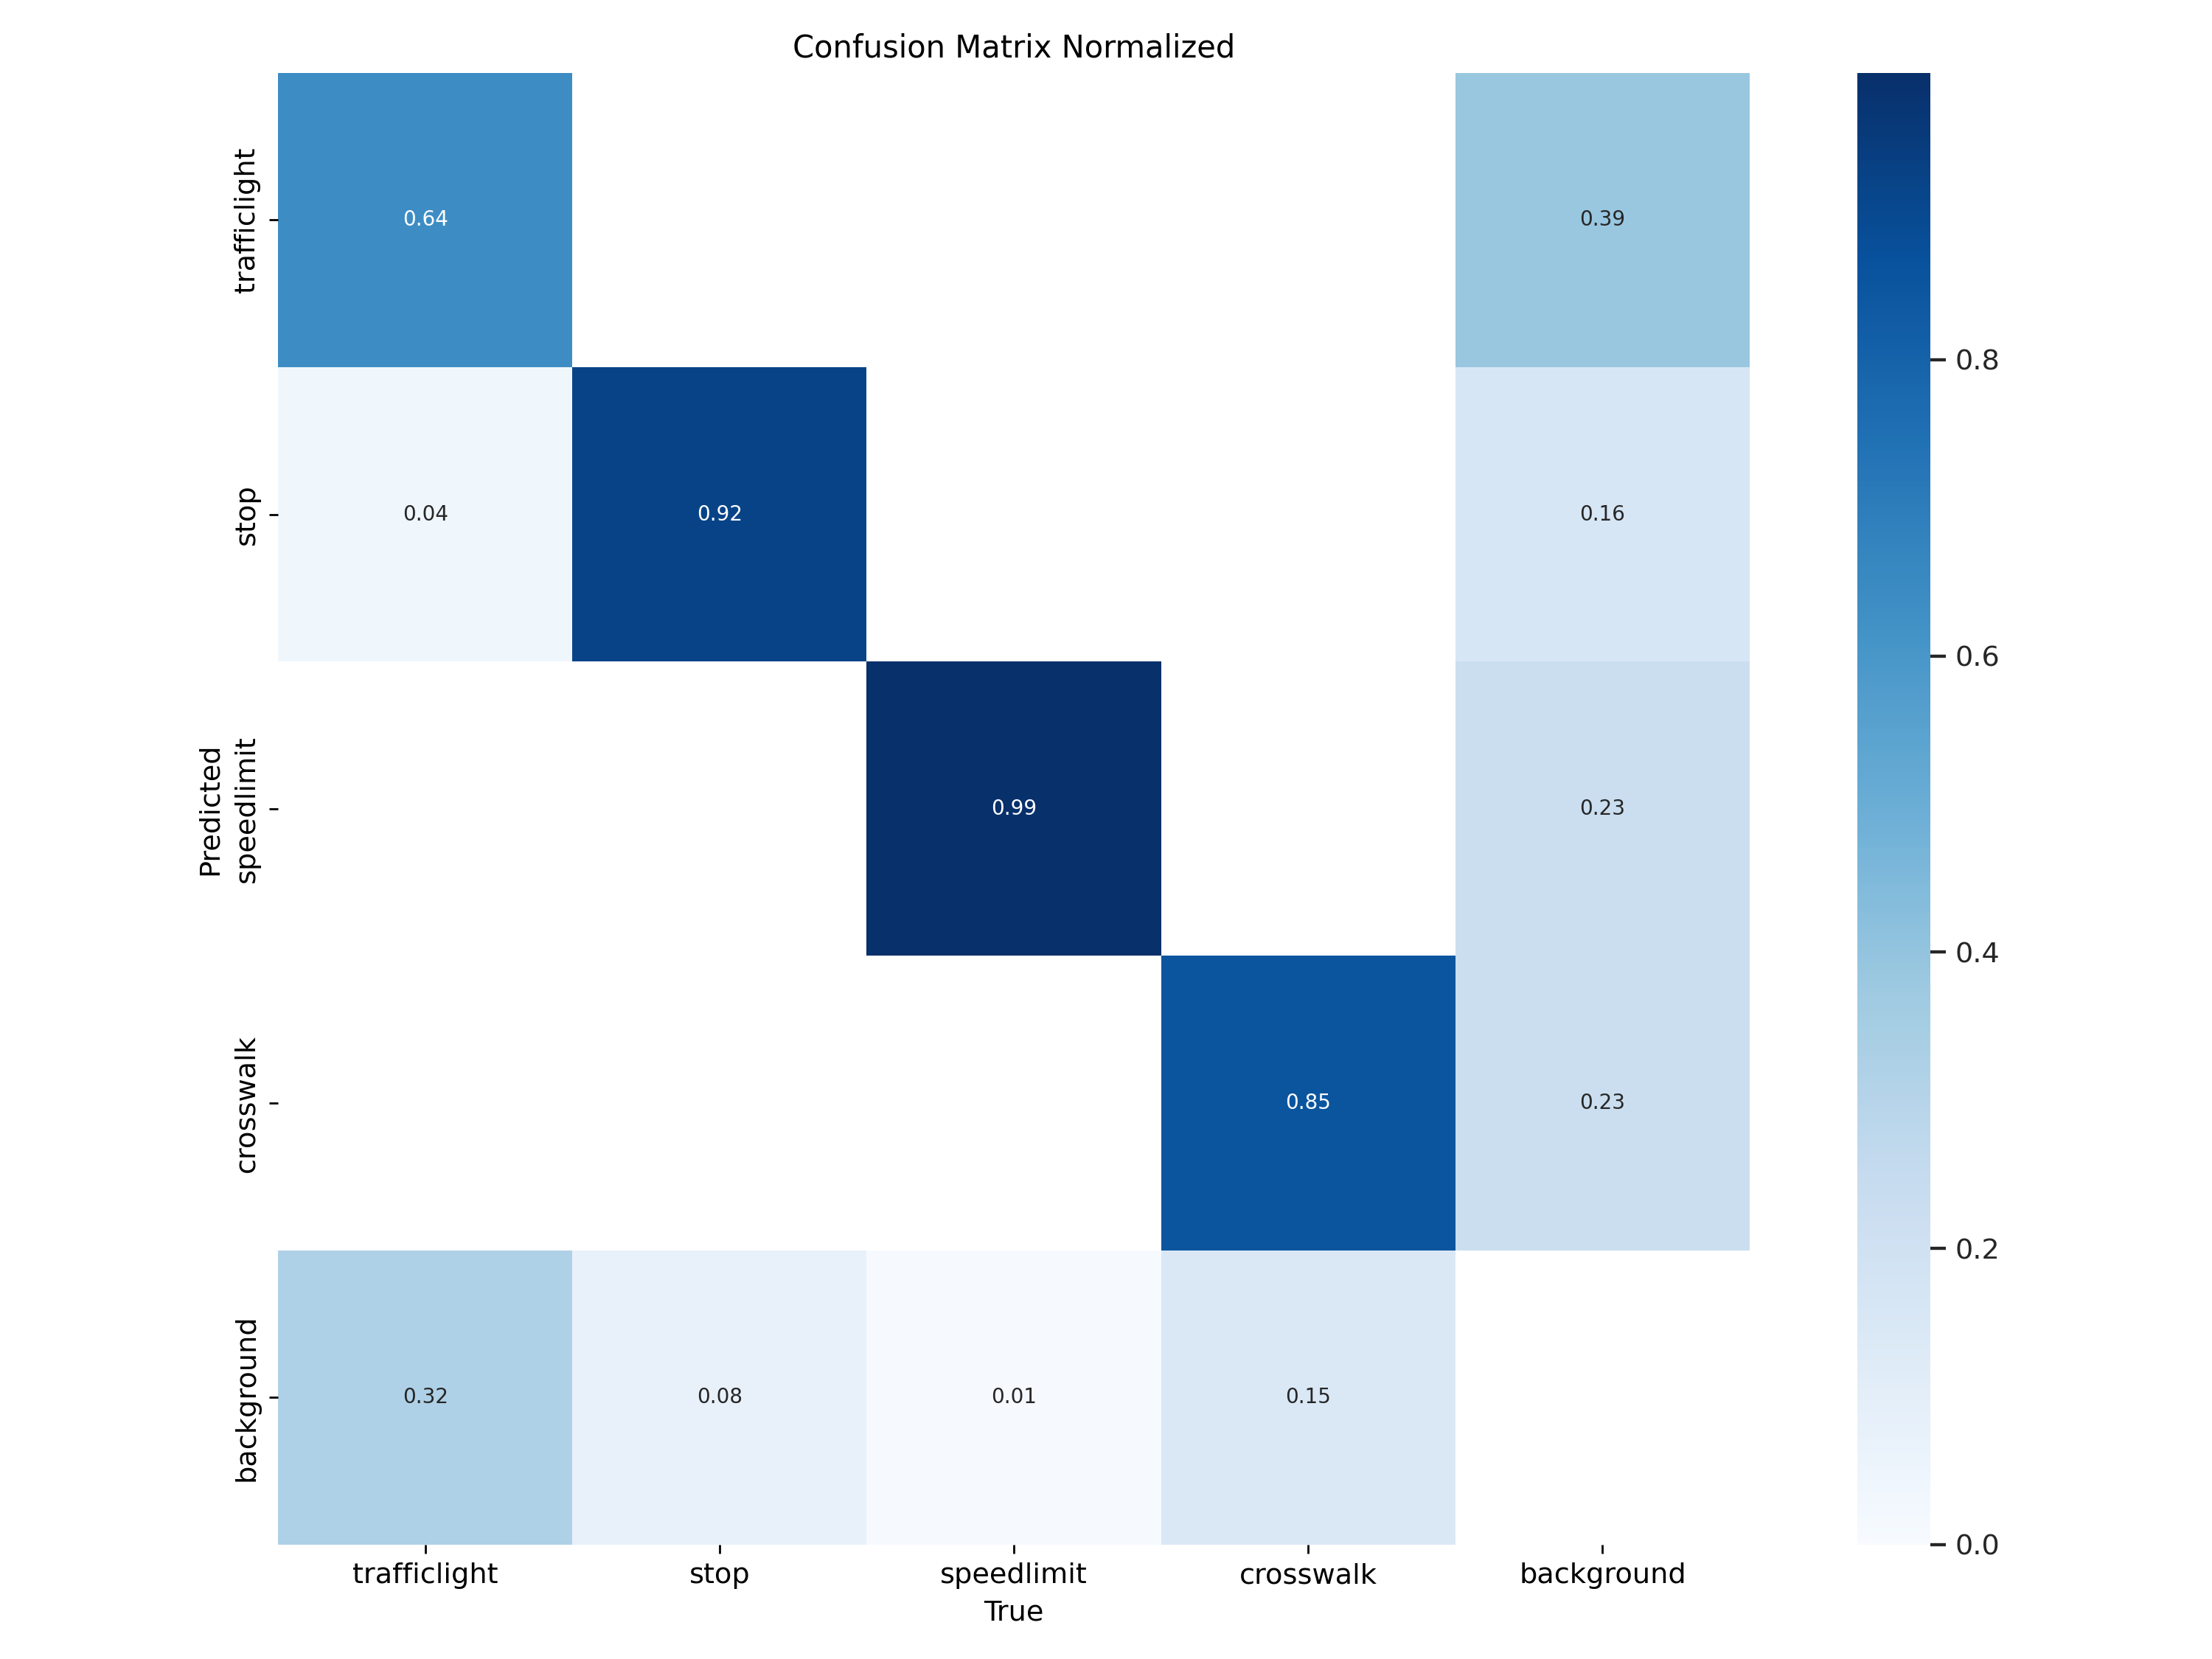 Confusion Matrix Normalized
trafficlight
0.64
0.39
stop
0.04
0.92
0.16
0.8
0.6
Predicted
speedlimit
0.99
0.23
0.4
crosswalk
0.85
0.23
0.2
background
0.32
0.08
0.01
0.15
0.0
trafficlight
stop
speedlimit
crosswalk
background
True